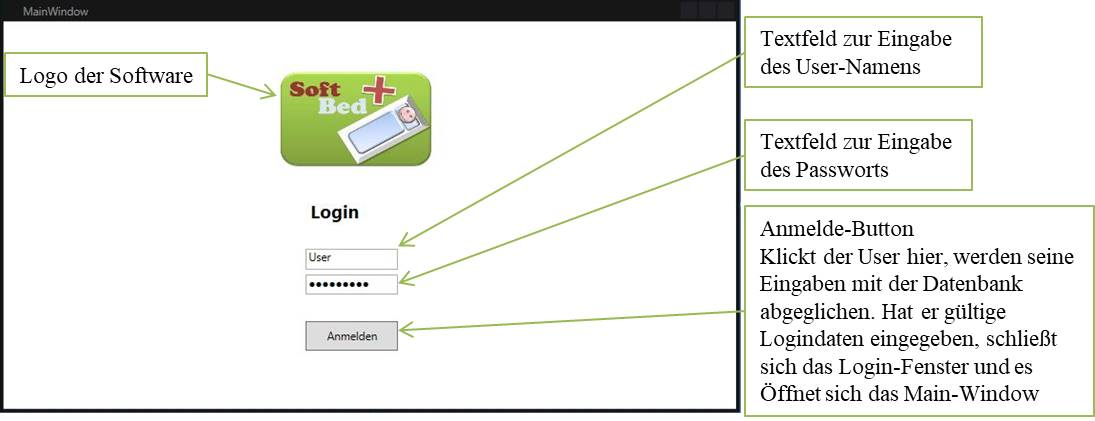 MainWindow
Logo der Software
Soft
Bed
Login
User
Anmelden
Textfeld zur Eingabe
des User-Namens
Textfeld zur Eingabe
des Passworts
Anmelde-Button
Klickt der User hier, werden seine
Eingaben mit der Datenbank
abgeglichen. Hat er gültige
Logindaten eingegeben, schließt
sich das Login-Fenster und es
Öffnet sich das Main-Window